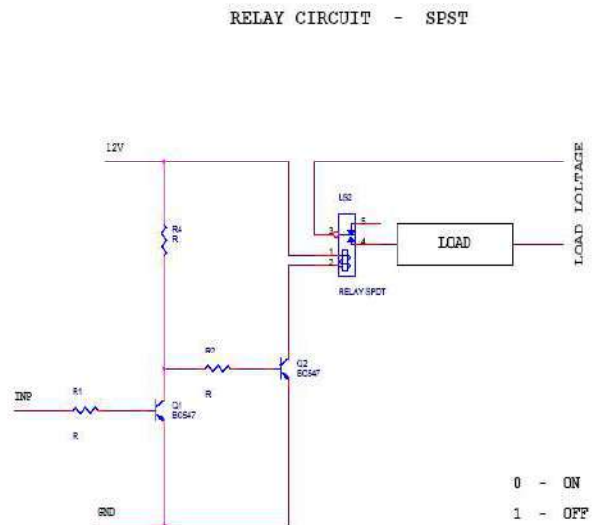 RELAY CIRCUIT - SPST
12V
LOAD LOLTAGE
LS2
5
3
4
1
2
LOAD
RELAY SPDT
R4
R
R2
R
Q2
BC547
INP
R1
R
Q1
BC547
GND
0 - ON
1 - OFF